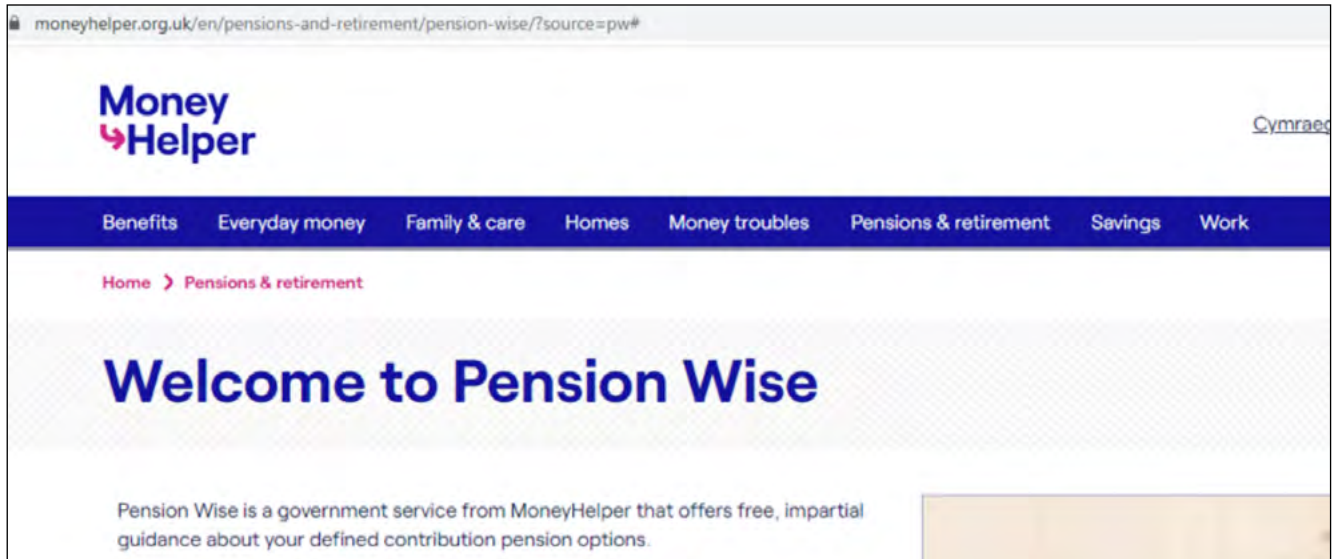 moneyhelper.org.uk/en/pensions-and-retirement/pension-wise/?source=pw#
Money
Helper
Cymraeg
Benefits Everyday money Family & care Homes Money troubles Pensions & retirement Savings Work
Home > Pensions & retirement
Welcome to Pension Wise
Pension Wise is a government service from MoneyHelper that offers free, impartial
guidance about your defined contribution pension options.